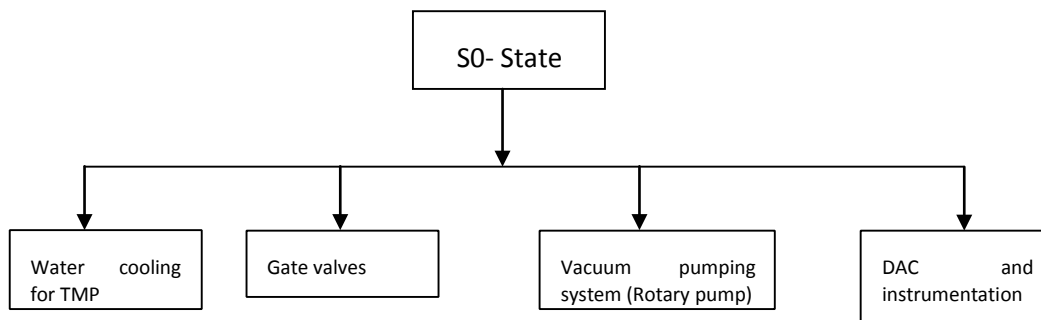 S0- State
Water cooling
for TMP
Gate valves
Vacuum pumping
system (Rotary pump)
DAC and
instrumentation